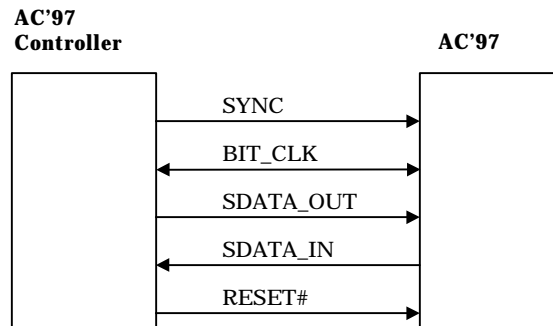 AC’97
Controller
AC’97
SYNC
BIT_CLK
SDATA_OUT
SDATA_IN
RESET#